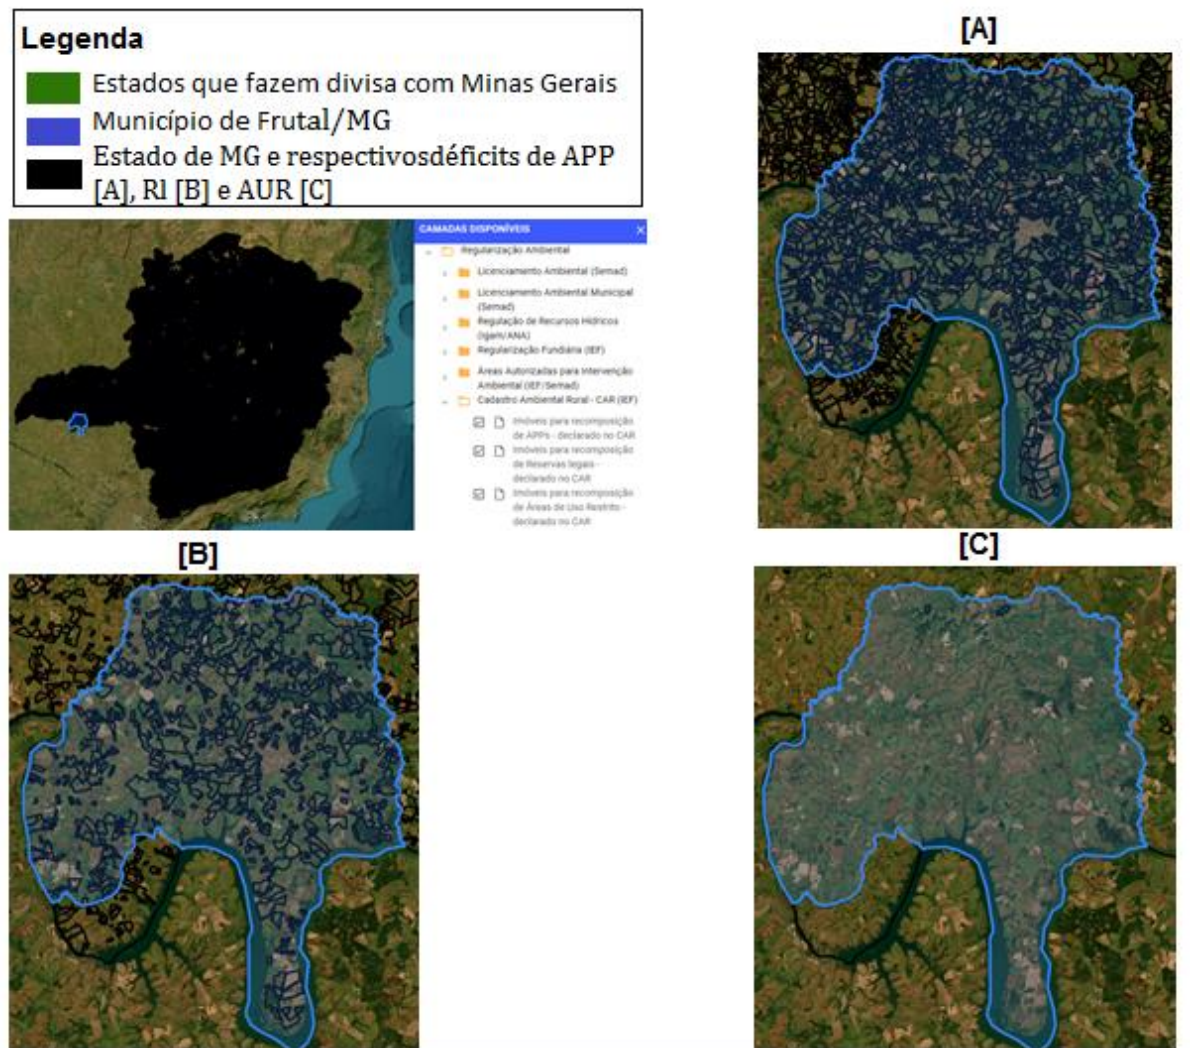 Legenda
Estados que fazem divisa com Minas Gerais
Município de Frutal/MG
Estado de MG e respectivosdéficits de APP
[A], Rl [B] e AUR [C]
CAMADAS DISPONÍVEIS
Regularização Ambiental
Licenciamento Ambiental (Semad)
Licenciamento Ambiental Municipal
(Semad)
Regulação de Recursos Hídricos
(Igam/ANA)
Regularização Fundiária (IEF)
Áreas Autorizadas para Intervenção
Ambiental (IEF/Semad)
Cadastro Ambiental Rural - CAR (IEF)
Imóveis para recomposição
de APPs - declarado no CAR
Imóveis para recomposição
de Reservas legais -
declarado no CAR
Imóveis para recomposição
de Áreas de Uso Restrito -
declarado no CAR
[A]
[B]
[C]